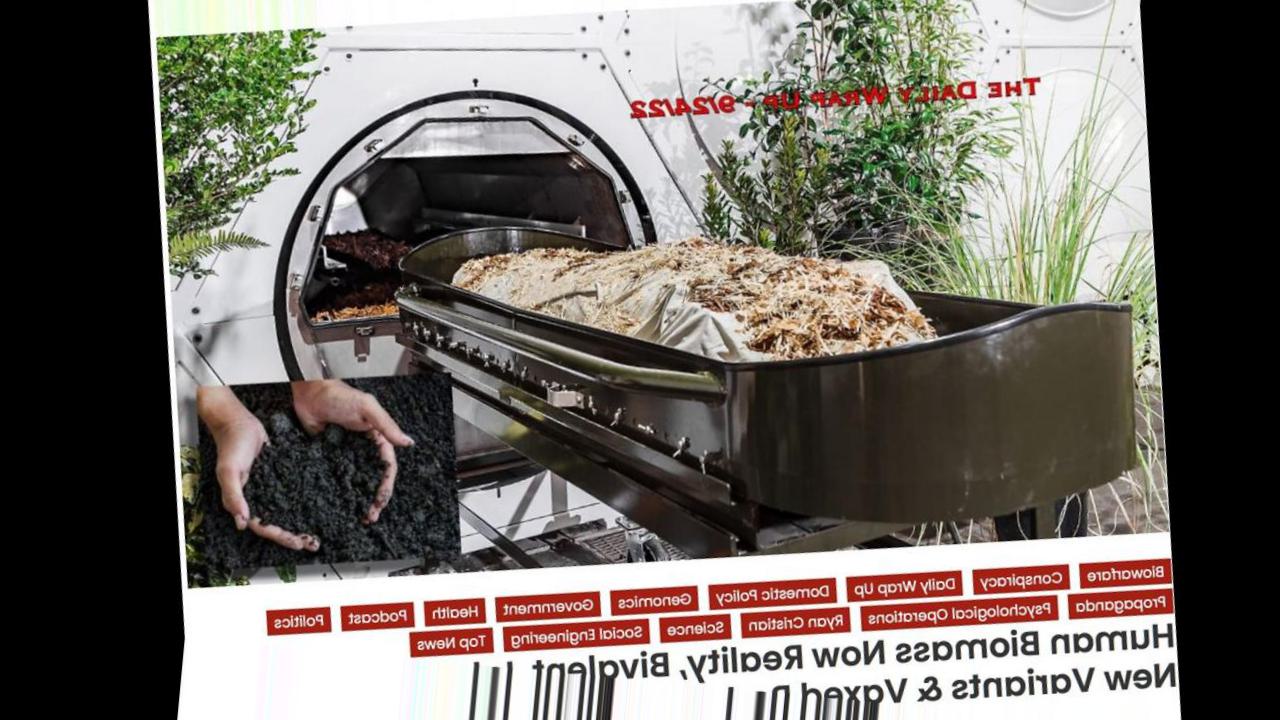 THE DAILY WRAP UP - 9/24/22
Biowarfare Conspiracy Daily Wrap Up Domestic Policy Genomics Government Health Podcast Politics
Propaganda Psychological Operations Ryan Cristian Science Social Engineering Top News
Human Biomass Now Reality, Bivalent
New Variants & Vaxed